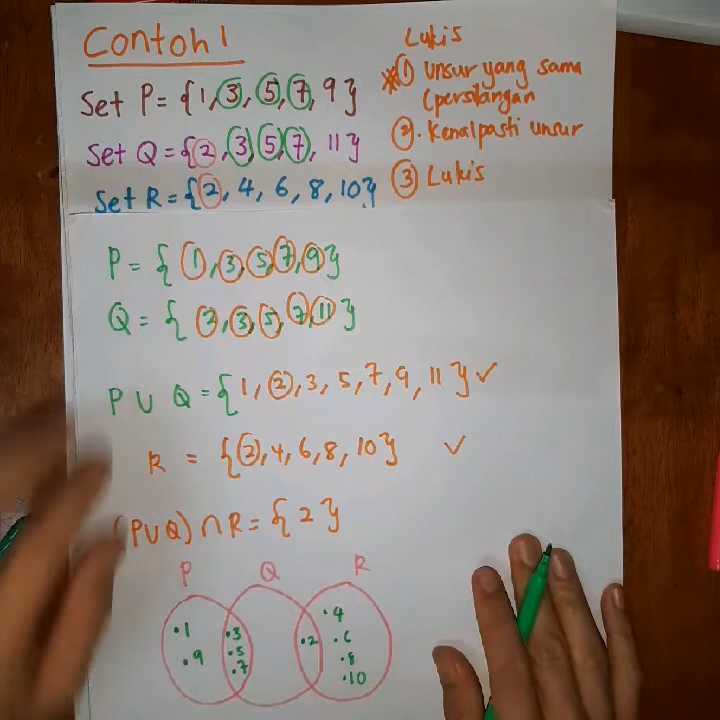 Contoh 1
Set P = {1, 3, 5, 7, 9}
Set Q = {2, 3, 5, 7, 11}
Set R = {2, 4, 6, 8, 10}
Lukis
① Unsur yang sama
(persilangan
②. Kenalpasti unsur
③ Lukis
P = {1, 3, 5, 7, 9}
Q = {2, 3, 5, 7, 11}
P ∪ Q = {1, 2, 3, 5, 7, 9, 11} ✓
R = {2, 4, 6, 8, 10} ✓
(P∪Q) ∩ R = {2}
P Q R
•1 •9
•3 •5 •7
•2
•4 •6 •8 •10